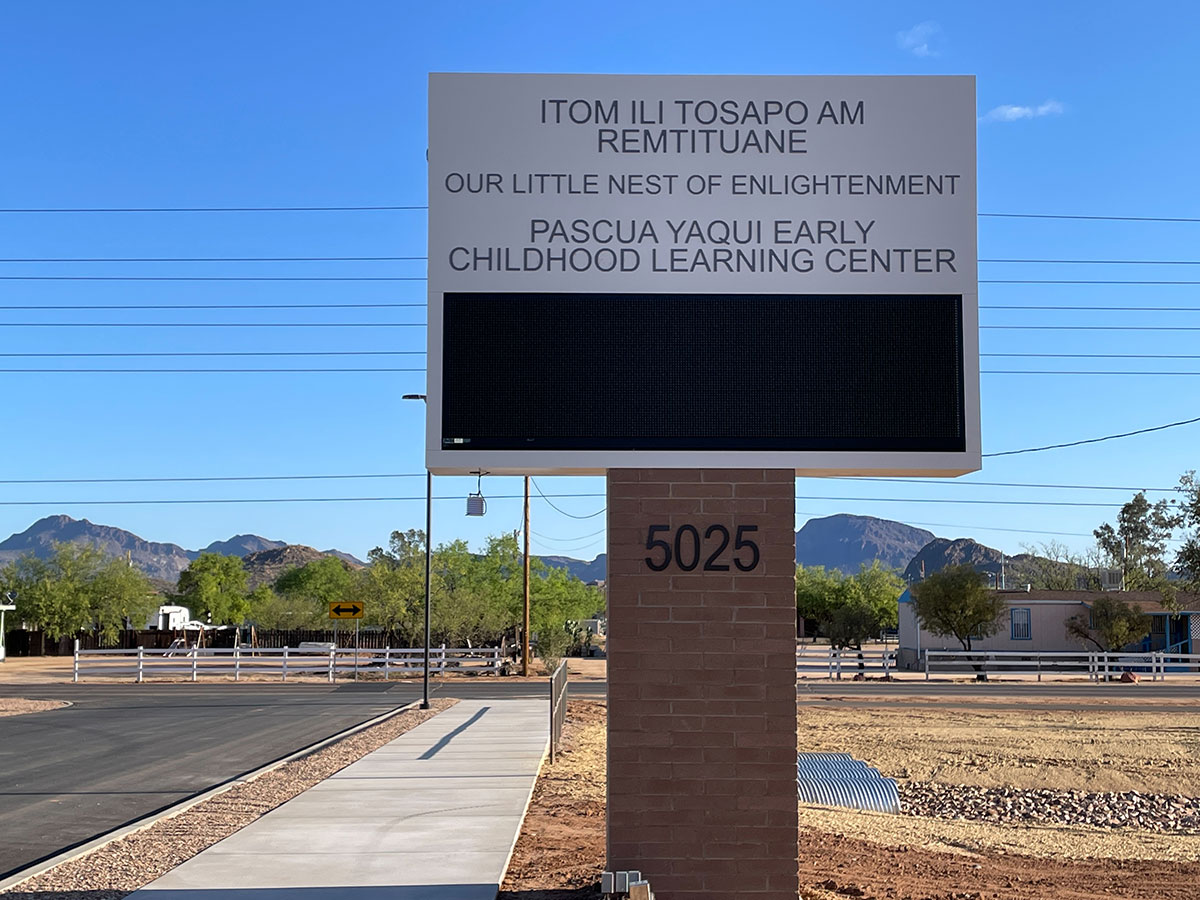 ITOM ILI TOSAPO AM
REMTITUANE
OUR LITTLE NEST OF ENLIGHTENMENT
PASCUA YAQUI EARLY
CHILDHOOD LEARNING CENTER
5025